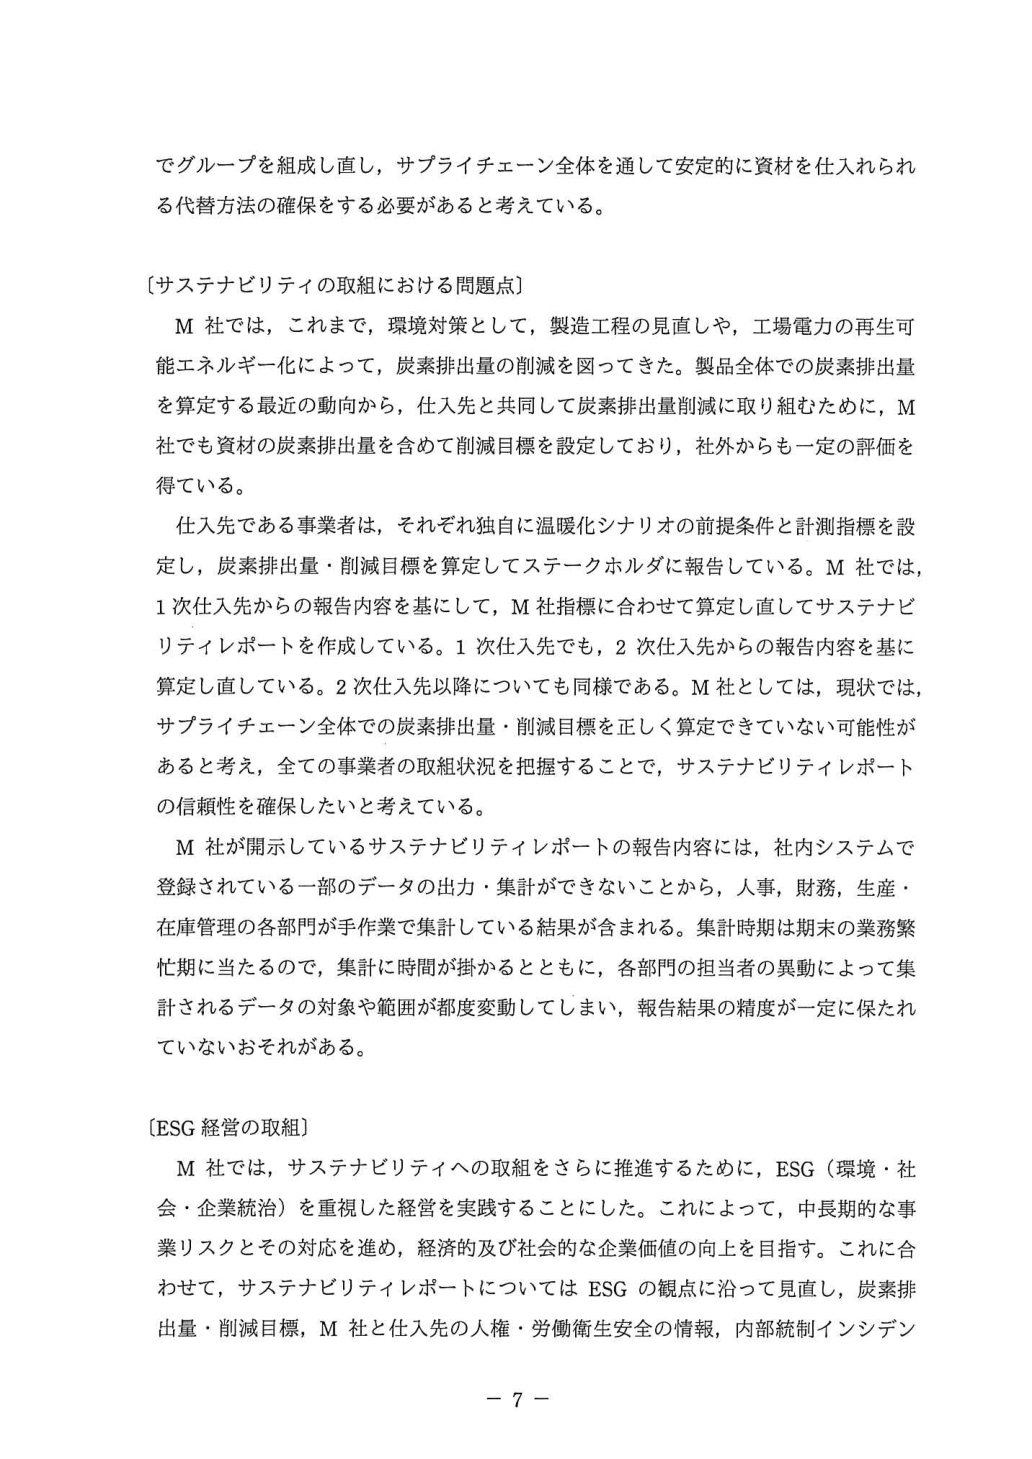 でグループを組成し直し，サプライチェーン全体を通して安定的に資材を仕入れられ
る代替方法の確保をする必要があると考えている。
〔サステナビリティの取組における問題点〕
M 社では，これまで，環境対策として，製造工程の見直しや，工場電力の再生可
能エネルギー化によって，炭素排出量の削減を図ってきた。製品全体での炭素排出量
を算定する最近の動向から，仕入先と共同して炭素排出量削減に取り組むために，M
社でも資材の炭素排出量を含めて削減目標を設定しており，社外からも一定の評価を
得ている。
仕入先である事業者は，それぞれ独自に温暖化シナリオの前提条件と計測指標を設
定し，炭素排出量・削減目標を算定してステークホルダに報告している。M 社では，
1 次仕入先からの報告内容を基にして，M 社指標に合わせて算定し直してサステナビ
リティレポートを作成している。1 次仕入先でも，2 次仕入先からの報告内容を基に
算定し直している。2 次仕入先以降についても同様である。M 社としては，現状では，
サプライチェーン全体での炭素排出量・削減目標を正しく算定できていない可能性が
あると考え，全ての事業者の取組状況を把握することで，サステナビリティレポート
の信頼性を確保したいと考えている。
M 社が開示しているサステナビリティレポートの報告内容には，社内システムで
登録されている一部のデータの出力・集計ができないことから，人事，財務，生産・
在庫管理の各部門が手作業で集計している結果が含まれる。集計時期は期末の業務繁
忙期に当たるので，集計に時間が掛かるとともに，各部門の担当者の異動によって集
計されるデータの対象や範囲が都度変動してしまい，報告結果の精度が一定に保たれ
ていないおそれがある。
〔ESG 経営の取組〕
M 社では，サステナビリティへの取組をさらに推進するために，ESG（環境・社
会・企業統治）を重視した経営を実践することにした。これによって，中長期的な事
業リスクとその対応を進め，経済的及び社会的な企業価値の向上を目指す。これに合
わせて，サステナビリティレポートについては ESG の観点に沿って見直し，炭素排
出量・削減目標，M 社と仕入先の人権・労働衛生安全の情報，内部統制インシデン
－ 7 －